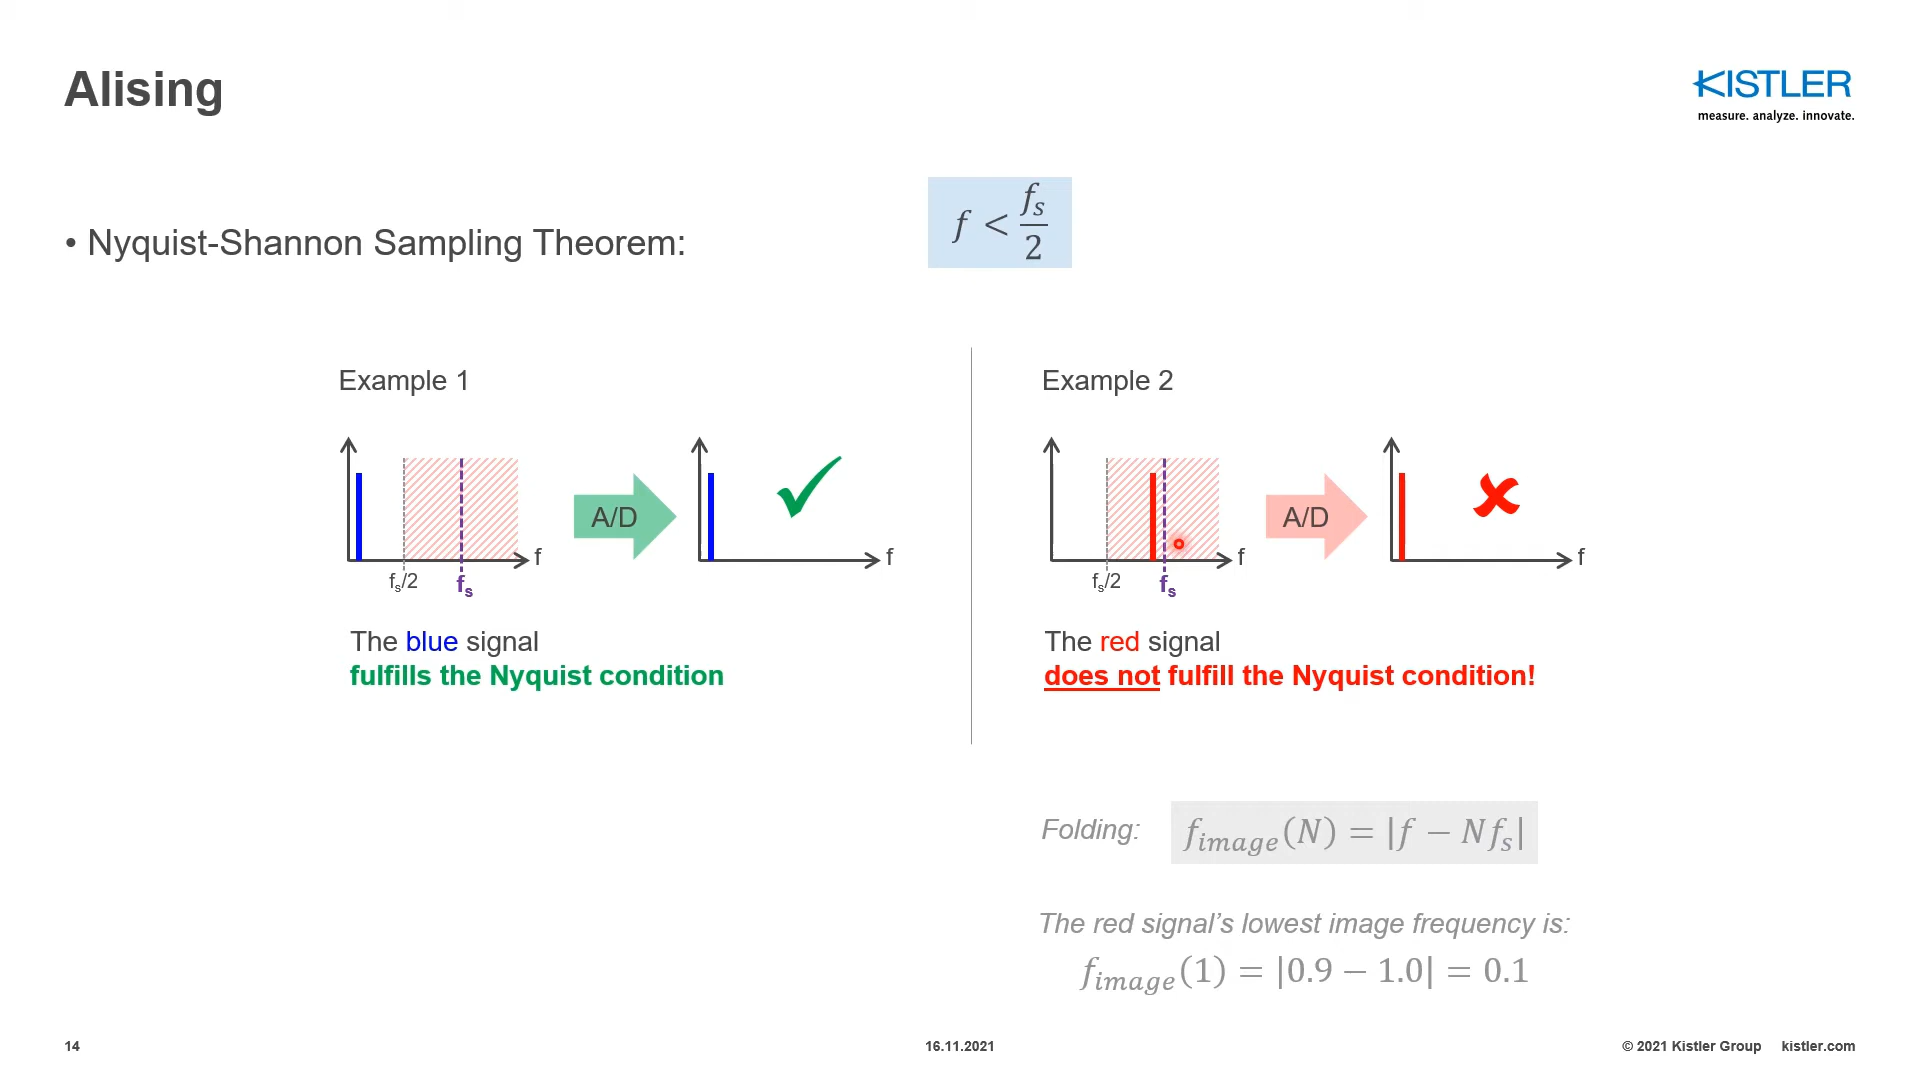 Alising
KISTLER
measure. analyze. innovate.
• Nyquist-Shannon Sampling Theorem:
f < fₛ/2
Example 1
A/D
f
f
fₛ/2
fₛ
The blue signal
fulfills the Nyquist condition
Example 2
A/D
f
f
fₛ/2
fₛ
The red signal
does not fulfill the Nyquist condition!
Folding:
f_image(N) = |f − Nfₛ|
The red signal’s lowest image frequency is:
f_image(1) = |0.9 − 1.0| = 0.1
14
16.11.2021
© 2021 Kistler Group kistler.com